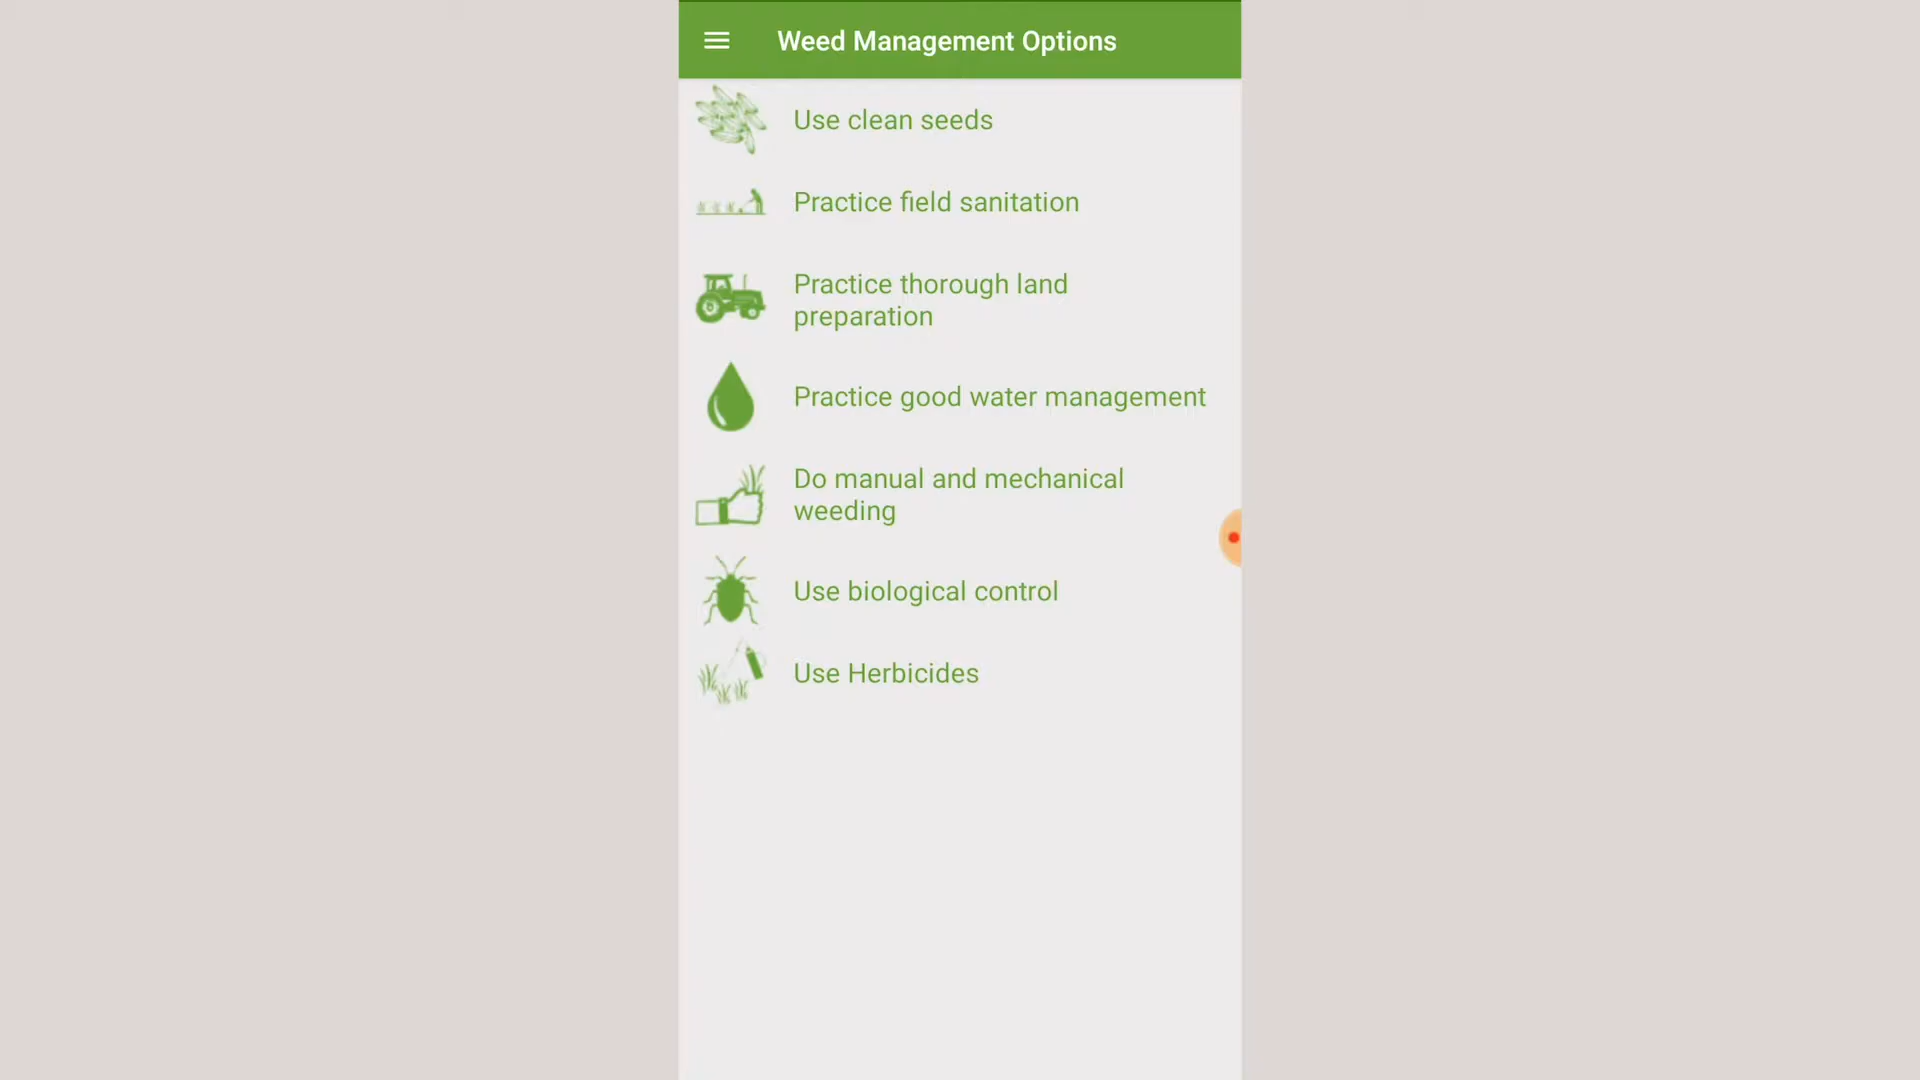 Weed Management Options
Use clean seeds
Practice field sanitation
Practice thorough land
preparation
Practice good water management
Do manual and mechanical
weeding
Use biological control
Use Herbicides